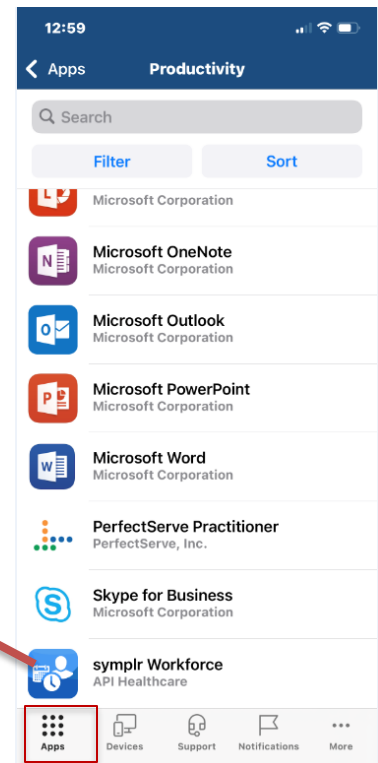 12:59
Apps
Productivity
Search
Filter
Sort
L
Microsoft Corporation
N
Microsoft OneNote
Microsoft Corporation
o
Microsoft Outlook
Microsoft Corporation
P
Microsoft PowerPoint
Microsoft Corporation
w
Microsoft Word
Microsoft Corporation
PerfectServe Practitioner
PerfectServe, Inc.
S
Skype for Business
Microsoft Corporation
symplr Workforce
API Healthcare
Apps
Devices
Support
Notifications
More